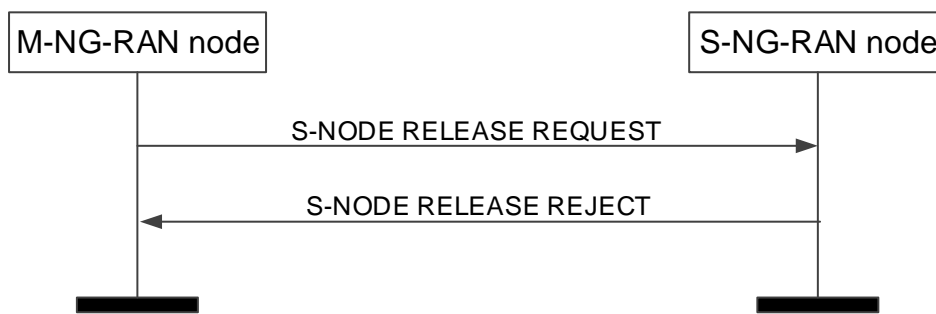 M-NG-RAN node
S-NG-RAN node
S-NODE RELEASE REQUEST
S-NODE RELEASE REJECT